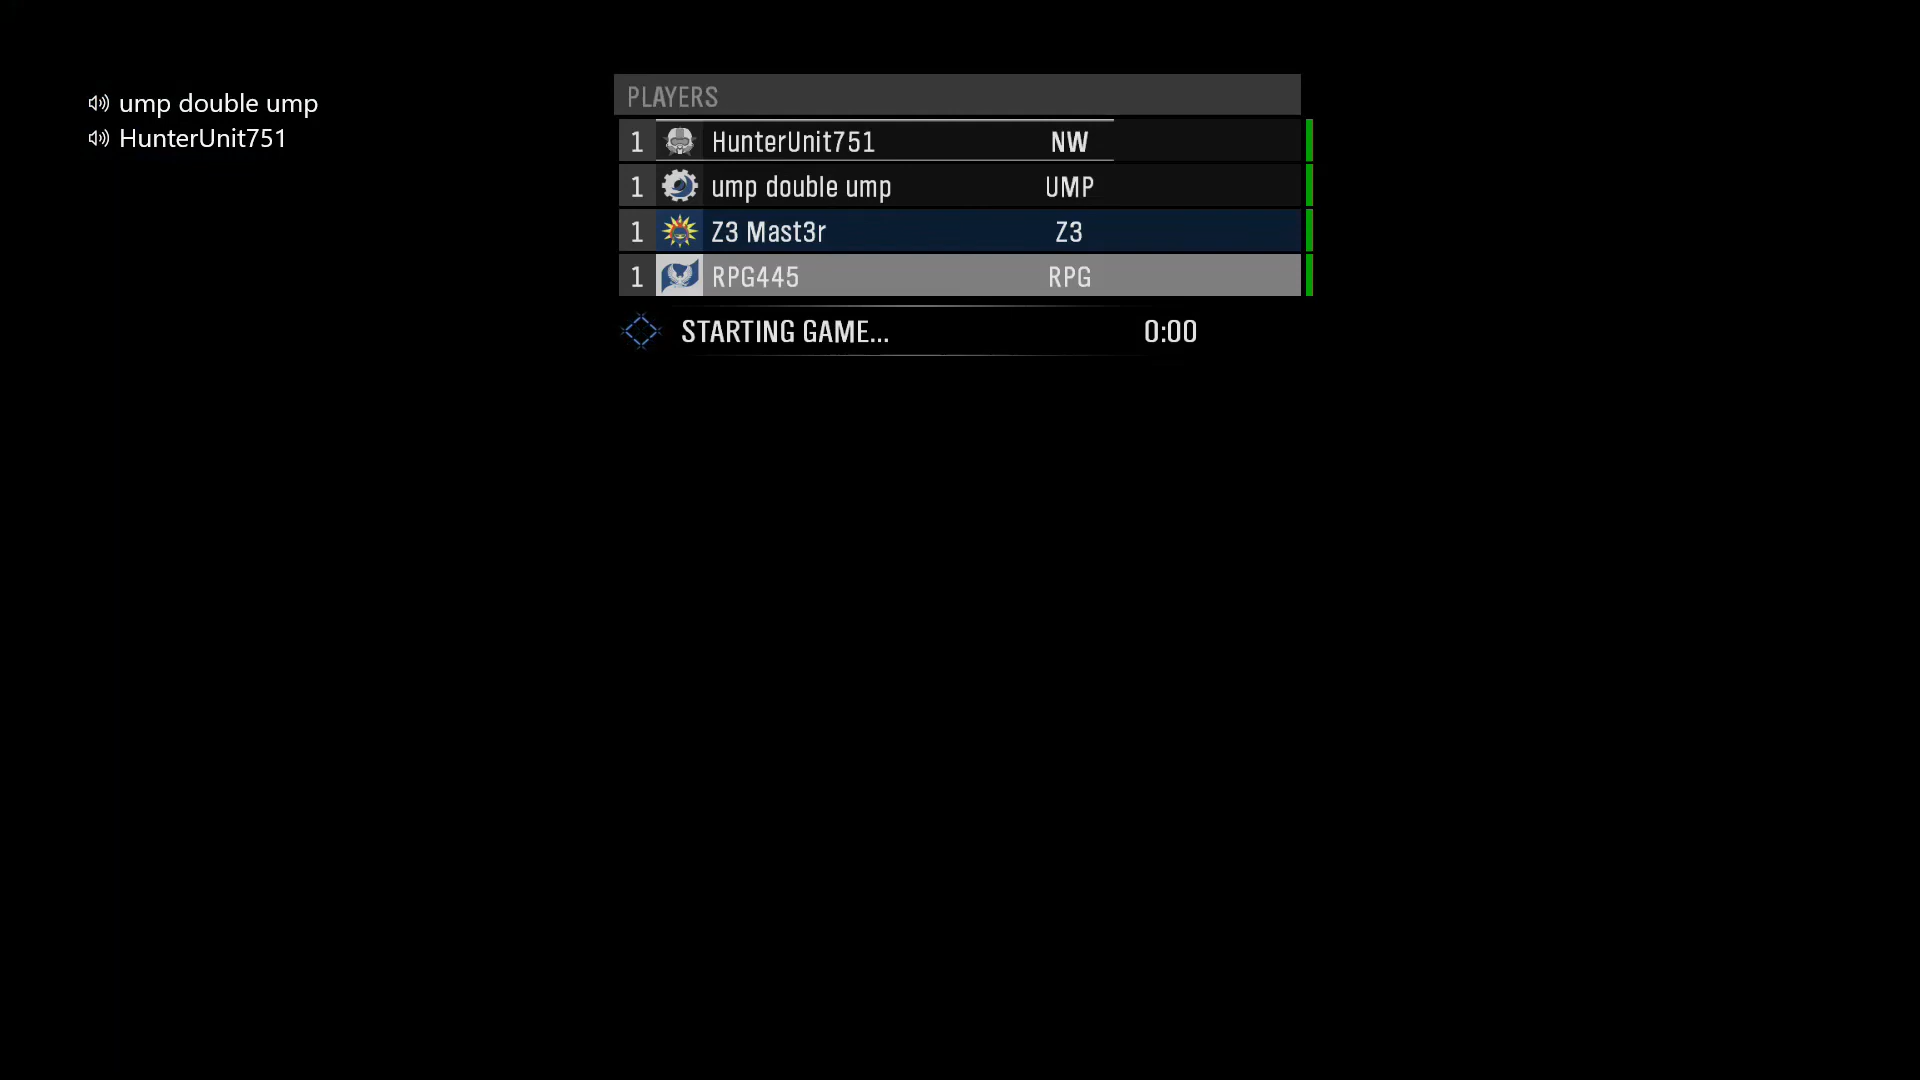 ump double ump
HunterUnit751
PLAYERS
1 HunterUnit751 NW
1 ump double ump UMP
1 Z3 Mast3r Z3
1 RPG445 RPG
STARTING GAME... 0:00